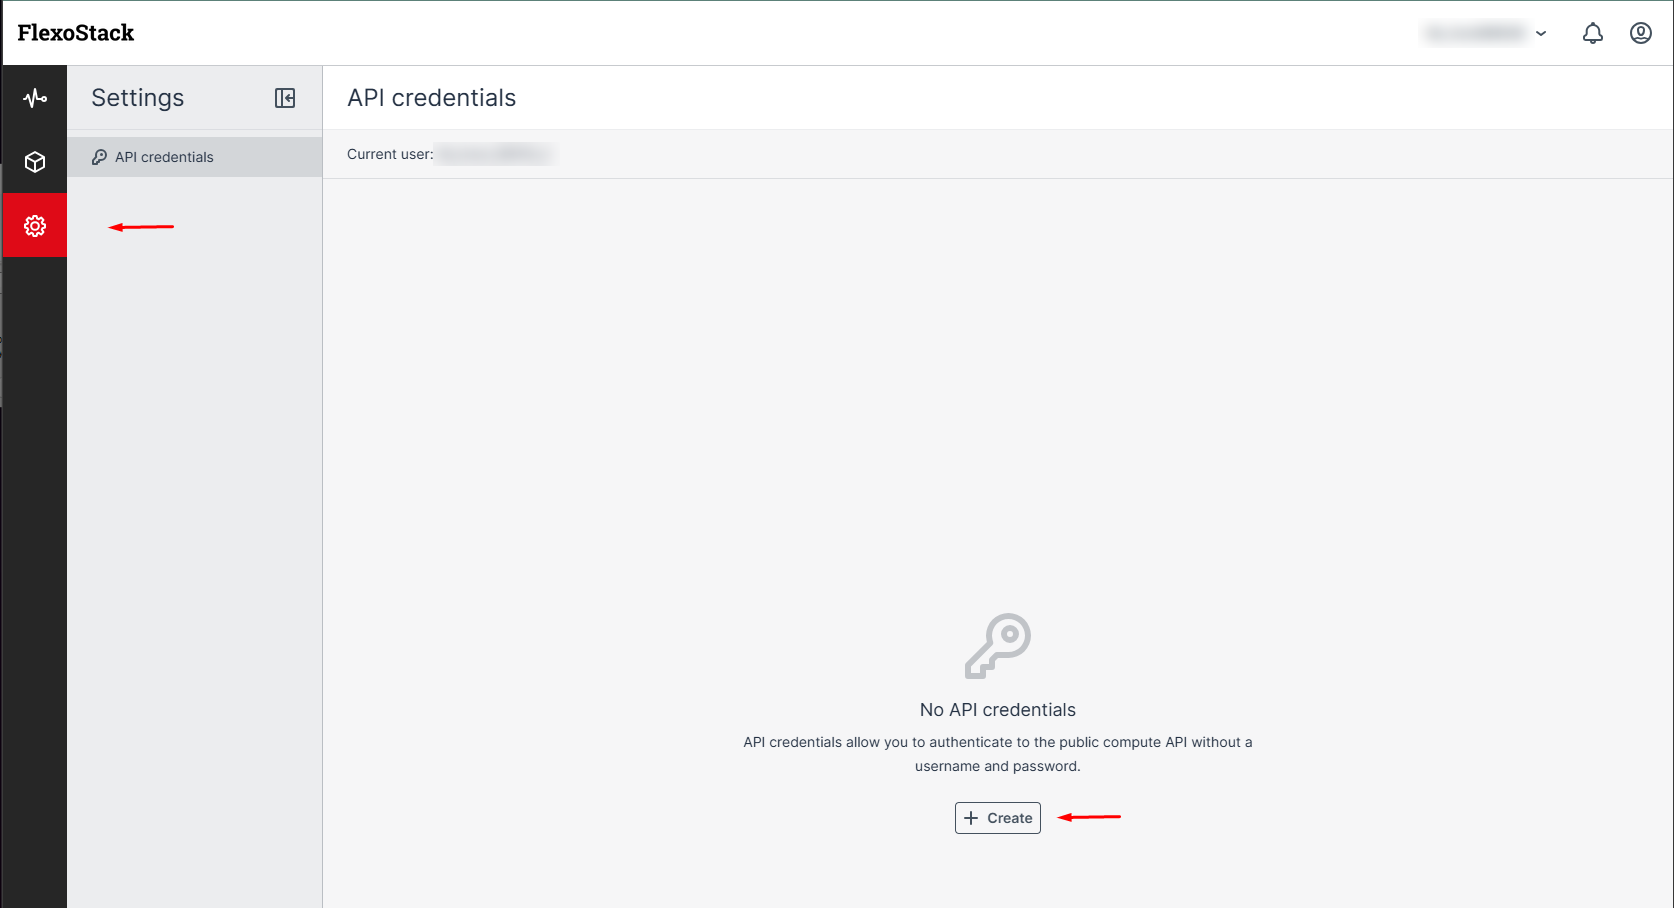 FlexoStack
Settings
API credentials
API credentials
Current user:
No API credentials
API credentials allow you to authenticate to the public compute API without a
username and password.
Create